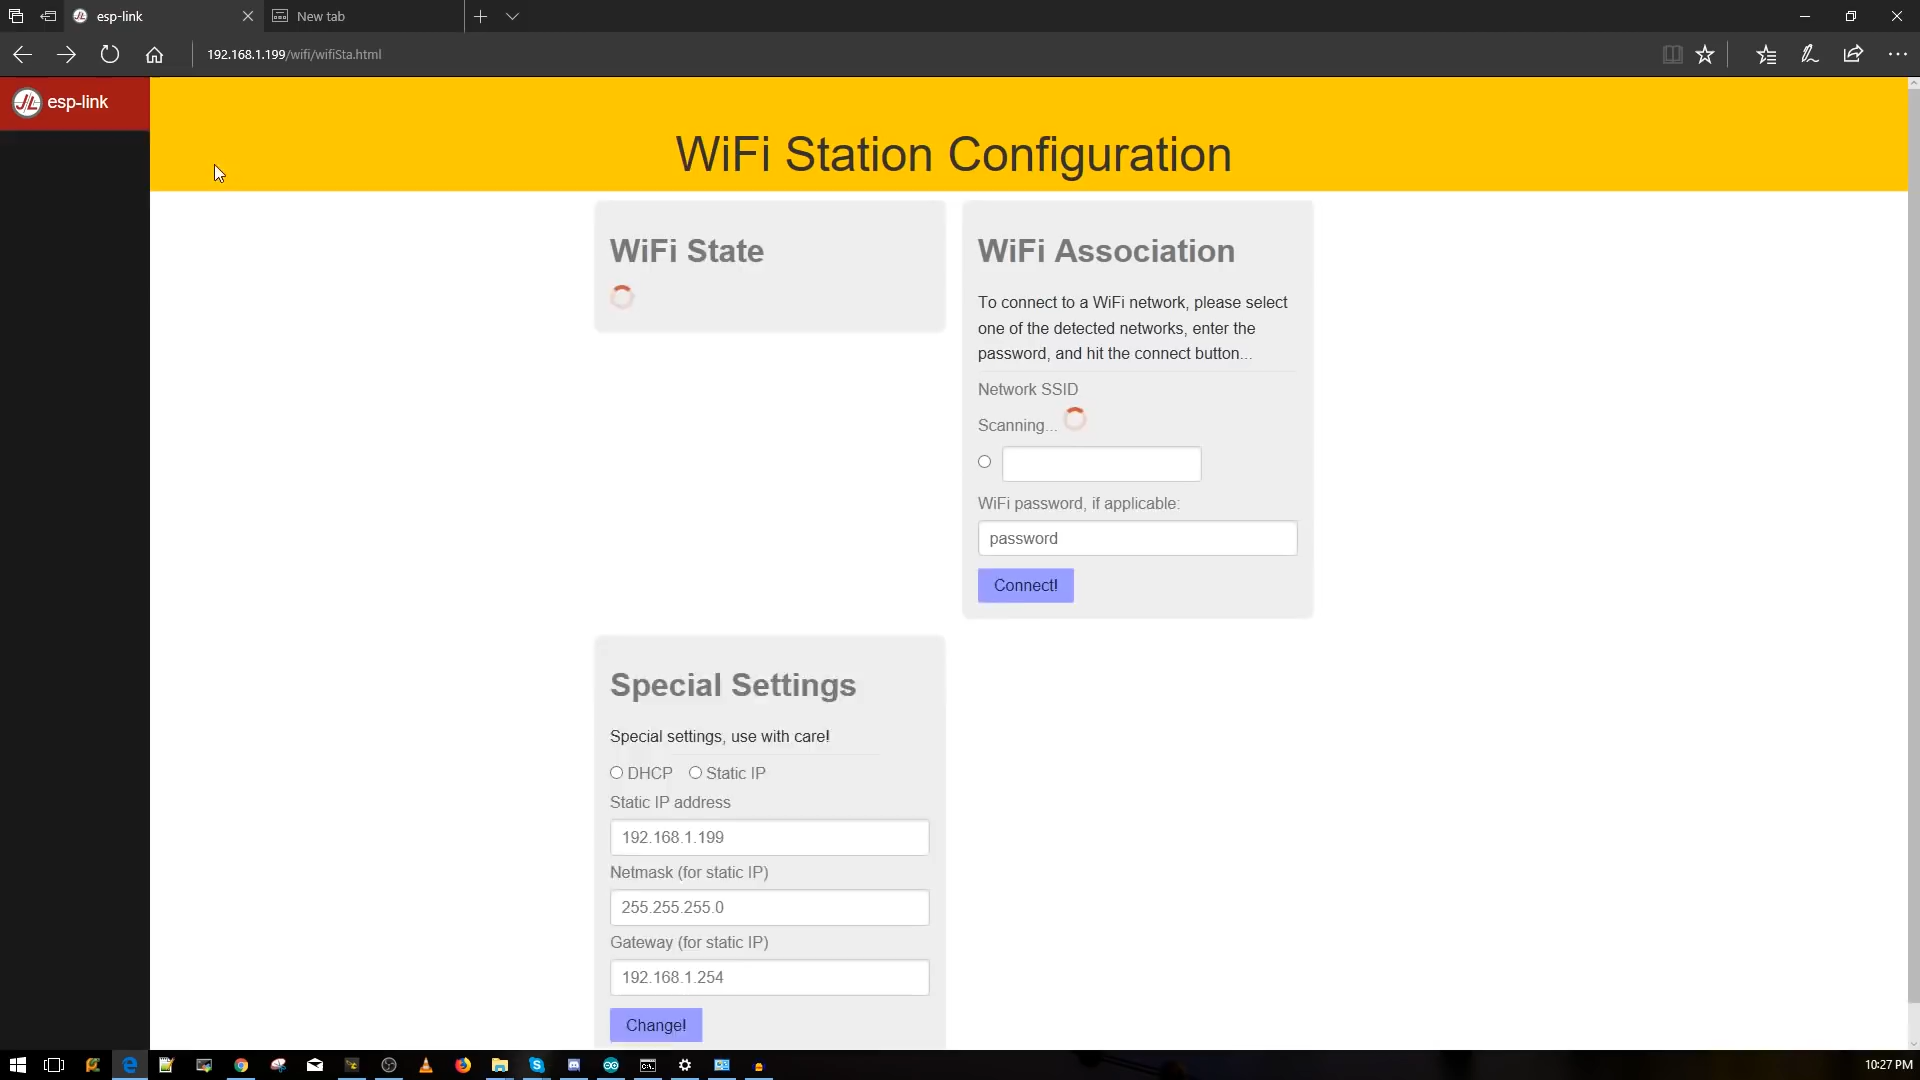 esp-link
New tab
192.168.1.199/wifi/wifiSta.html
JL esp-link
WiFi Station Configuration
WiFi State
WiFi Association
To connect to a WiFi network, please select
one of the detected networks, enter the
password, and hit the connect button...
Network SSID
Scanning...
WiFi password, if applicable:
password
Connect!
Special Settings
Special settings, use with care!
DHCP Static IP
Static IP address
192.168.1.199
Netmask (for static IP)
255.255.255.0
Gateway (for static IP)
192.168.1.254
Change!
10:27 PM